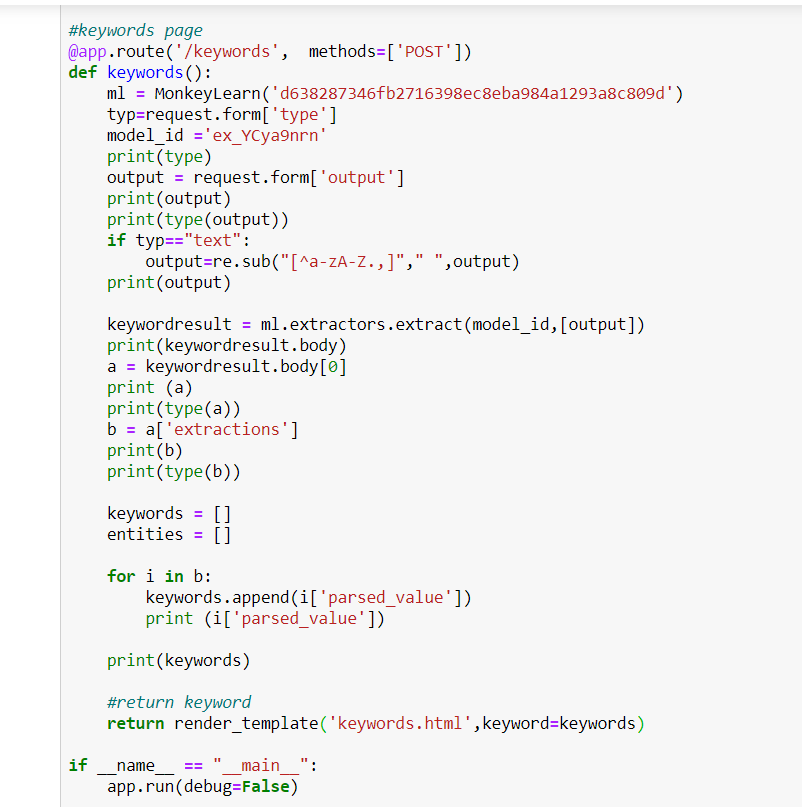 #keywords page
@app.route('/keywords',  methods=['POST'])
def keywords():
    ml = MonkeyLearn('d638287346fb2716398ec8eba984a1293a8c809d')
    typ=request.form['type']
    model_id ='ex_YCya9nrn'
    print(type)
    output = request.form['output']
    print(output)
    print(type(output))
    if typ=="text":
        output=re.sub("[^a-zA-Z.,]"," ",output)
    print(output)

    keywordresult = ml.extractors.extract(model_id,[output])
    print(keywordresult.body)
    a = keywordresult.body[0]
    print (a)
    print(type(a))
    b = a['extractions']
    print(b)
    print(type(b))

    keywords = []
    entities = []

    for i in b:
        keywords.append(i['parsed_value'])
        print (i['parsed_value'])

    print(keywords)

    #return keyword
    return render_template('keywords.html',keyword=keywords)

if __name__ == "__main__":
    app.run(debug=False)